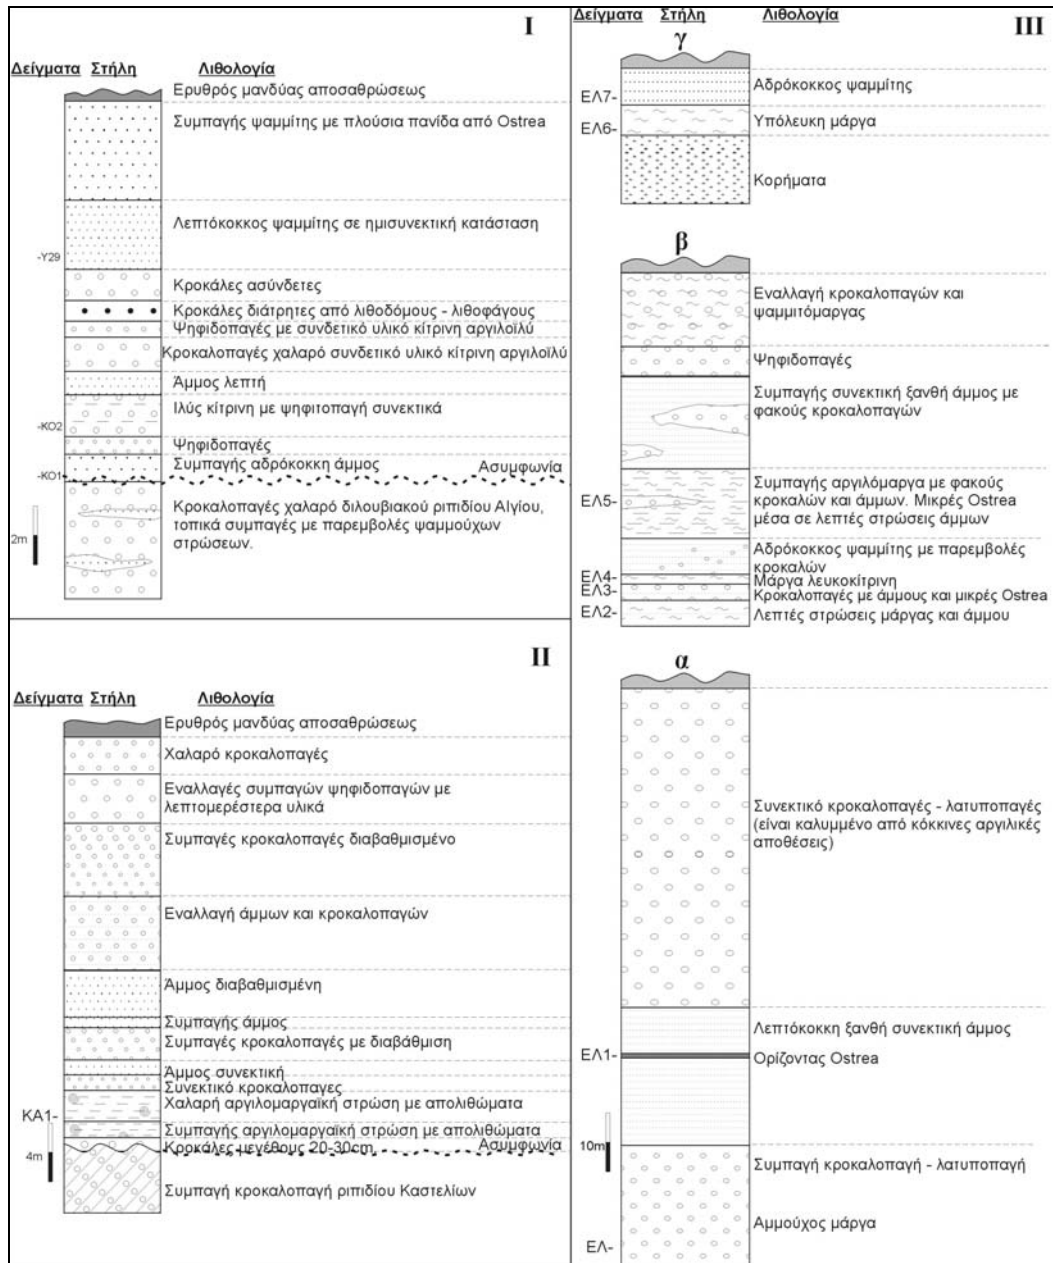 I
Δείγματα Στήλη Λιθολογία
Ερυθρός μανδύας αποσαθρώσεως
Συμπαγής ψαμμίτης με πλούσια πανίδα από Ostrea
Λεπτόκοκκος ψαμμίτης σε ημισυνεκτική κατάσταση
-Υ29
Κροκάλες ασύνδετες
Κροκάλες διάτρητες από λιθοδόμους - λιθοφάγους
Ψηφιδοπαγές με συνδετικό υλικό κίτρινη αργιλοϊλύ
Κροκαλοπαγές χαλαρό συνδετικό υλικό κίτρινη αργιλοϊλύ
Άμμος λεπτή
Ιλύς κίτρινη με ψηφιτοπαγή συνεκτικά
-ΚΟ2
Ψηφιδοπαγές
Συμπαγής αδρόκοκκη άμμος
Ασυμφωνία
-ΚΟ1
Κροκαλοπαγές χαλαρό διλουβιακού ριπιδίου Αιγίου,
τοπικά συμπαγές με παρεμβολές ψαμμούχων
στρώσεων.
2m
II
Δείγματα Στήλη Λιθολογία
Ερυθρός μανδύας αποσαθρώσεως
Χαλαρό κροκαλοπαγές
Εναλλαγές συμπαγών ψηφιδοπαγών με
λεπτομερέστερα υλικά
Συμπαγές κροκαλοπαγές διαβαθμισμένο
Εναλλαγή άμμων και κροκαλοπαγών
Άμμος διαβαθμισμένη
Συμπαγής άμμος
Συμπαγές κροκαλοπαγές με διαβάθμιση
Άμμος συνεκτική
Συνεκτικό κροκαλοπαγες
Χαλαρή αργιλομαργαϊκή στρώση με απολιθώματα
ΚΑ1-
Συμπαγής αργιλομαργαϊκή στρώση με απολιθώματα
Κροκάλες μεγέθους 20-30cm
Ασυμφωνία
4m
Συμπαγή κροκαλοπαγή ριπιδίου Καστελίων
Δείγματα Στήλη Λιθολογία
III
γ
Αδρόκοκκος ψαμμίτης
ΕΛ7-
Υπόλευκη μάργα
ΕΛ6-
Κορήματα
β
Εναλλαγή κροκαλοπαγών και
ψαμμιτόμαργας
Ψηφιδοπαγές
Συμπαγής συνεκτική ξανθή άμμος με
φακούς κροκαλοπαγών
Συμπαγής αργιλόμαργα με φακούς
κροκαλών και άμμων. Μικρές Ostrea
μέσα σε λεπτές στρώσεις άμμων
ΕΛ5-
Αδρόκοκος ψαμμίτης με παρεμβολές
κροκαλών
ΕΛ4-
Μάργα λευκοκίτρινη
ΕΛ3-
Κροκαλοπαγές με άμμους και μικρές Ostrea
ΕΛ2-
Λεπτές στρώσεις μάργας και άμμου
α
Συνεκτικό κροκαλοπαγές - λατυποπαγές
(είναι καλυμμένο από κόκκινες αργιλικές
αποθέσεις)
Λεπτόκοκκη ξανθή συνεκτική άμμος
ΕΛ1-
Ορίζοντας Ostrea
10m
Συμπαγή κροκαλοπαγή - λατυποπαγή
Αμμούχος μάργα
ΕΛ-